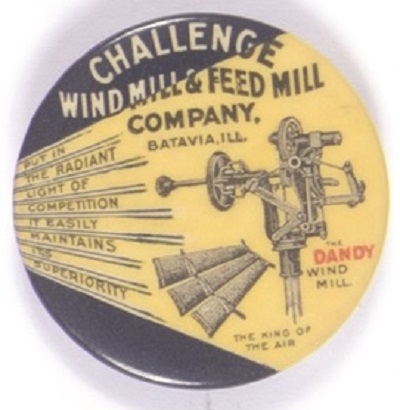 CHALLENGE
WIND MILL & FEED MILL
COMPANY.
BATAVIA, ILL.
PUT IN
THE RADIANT
LIGHT OF
COMPETITION
IT EASILY
MAINTAINS
ITS
SUPERIORITY
THE
DANDY
WIND
MILL.
THE KING OF
THE AIR